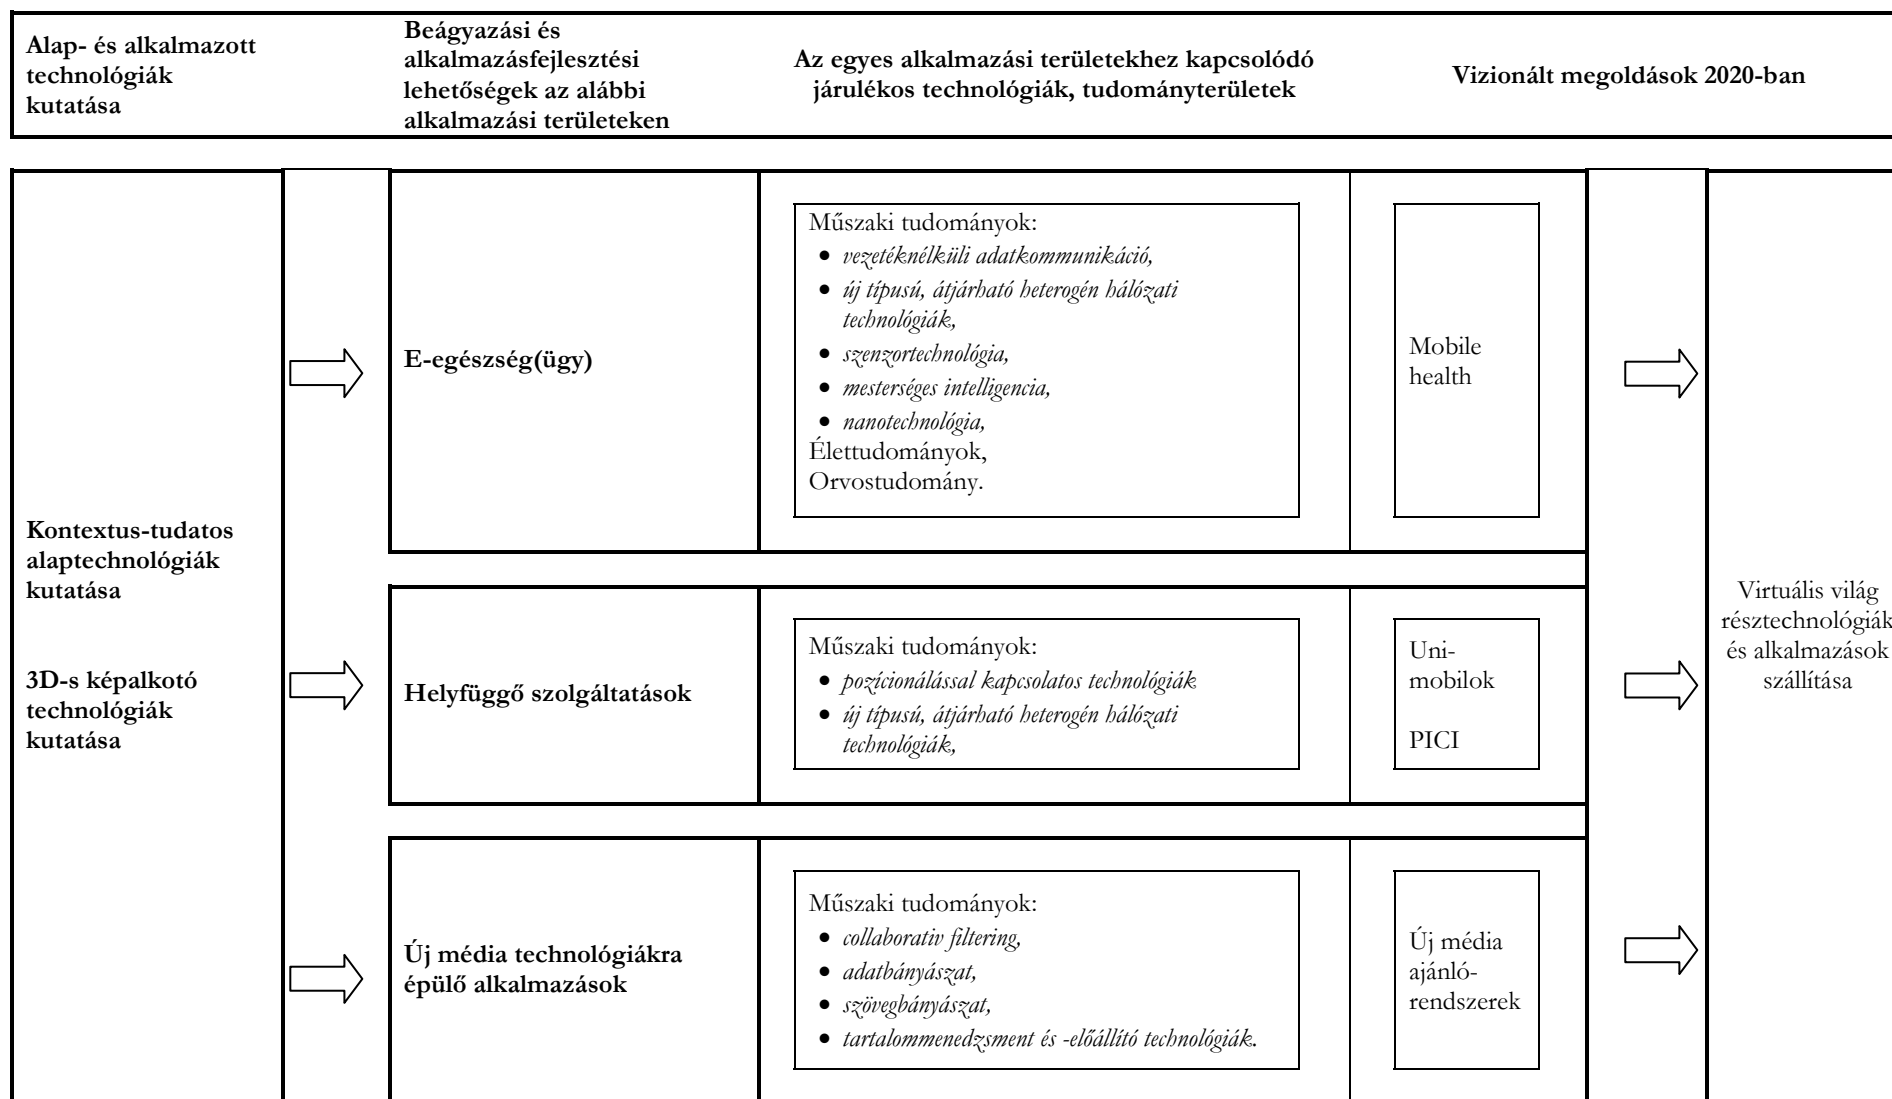 Alap- és alkalmazott
technológiák
kutatása
Beágyazási és
alkalmazásfejlesztési
lehetőségek az alábbi
alkalmazási területeken
Az egyes alkalmazási területekhez kapcsolódó
járulékos technológiák, tudományterületek
Vizionált megoldások 2020-ban
Kontextus-tudatos
alaptechnológiák
kutatása
3D-s képalkotó
technológiák
kutatása
E-egészség(ügy)
Műszaki tudományok:
• vezetéknélküli adatkommunikáció,
• új típusú, átjárható heterogén hálózati
technológiák,
• szenzortechnológia,
• mesterséges intelligencia,
• nanotechnológia,
Élettudományok,
Orvostudomány.
Mobile
health
Helyfüggő szolgáltatások
Műszaki tudományok:
• pozícionálással kapcsolatos technológiák
• új típusú, átjárható heterogén hálózati
technológiák,
Uni-
mobilok
PICI
Új média technológiákra
épülő alkalmazások
Műszaki tudományok:
• collaborativ filtering,
• adatbányászat,
• szövegbányászat,
• tartalommenedzsment és -előállító technológiák.
Új média
ajánló-
rendszerek
Virtuális világ
résztechnológiák
és alkalmazások
szállítása